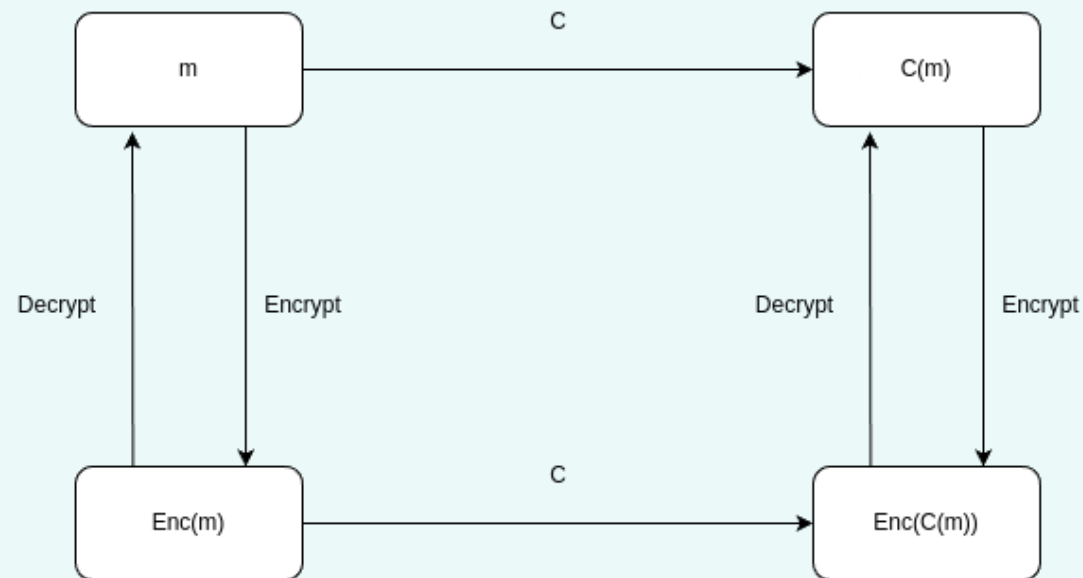 C
m
C(m)
Decrypt
Encrypt
Decrypt
Encrypt
C
Enc(m)
Enc(C(m))